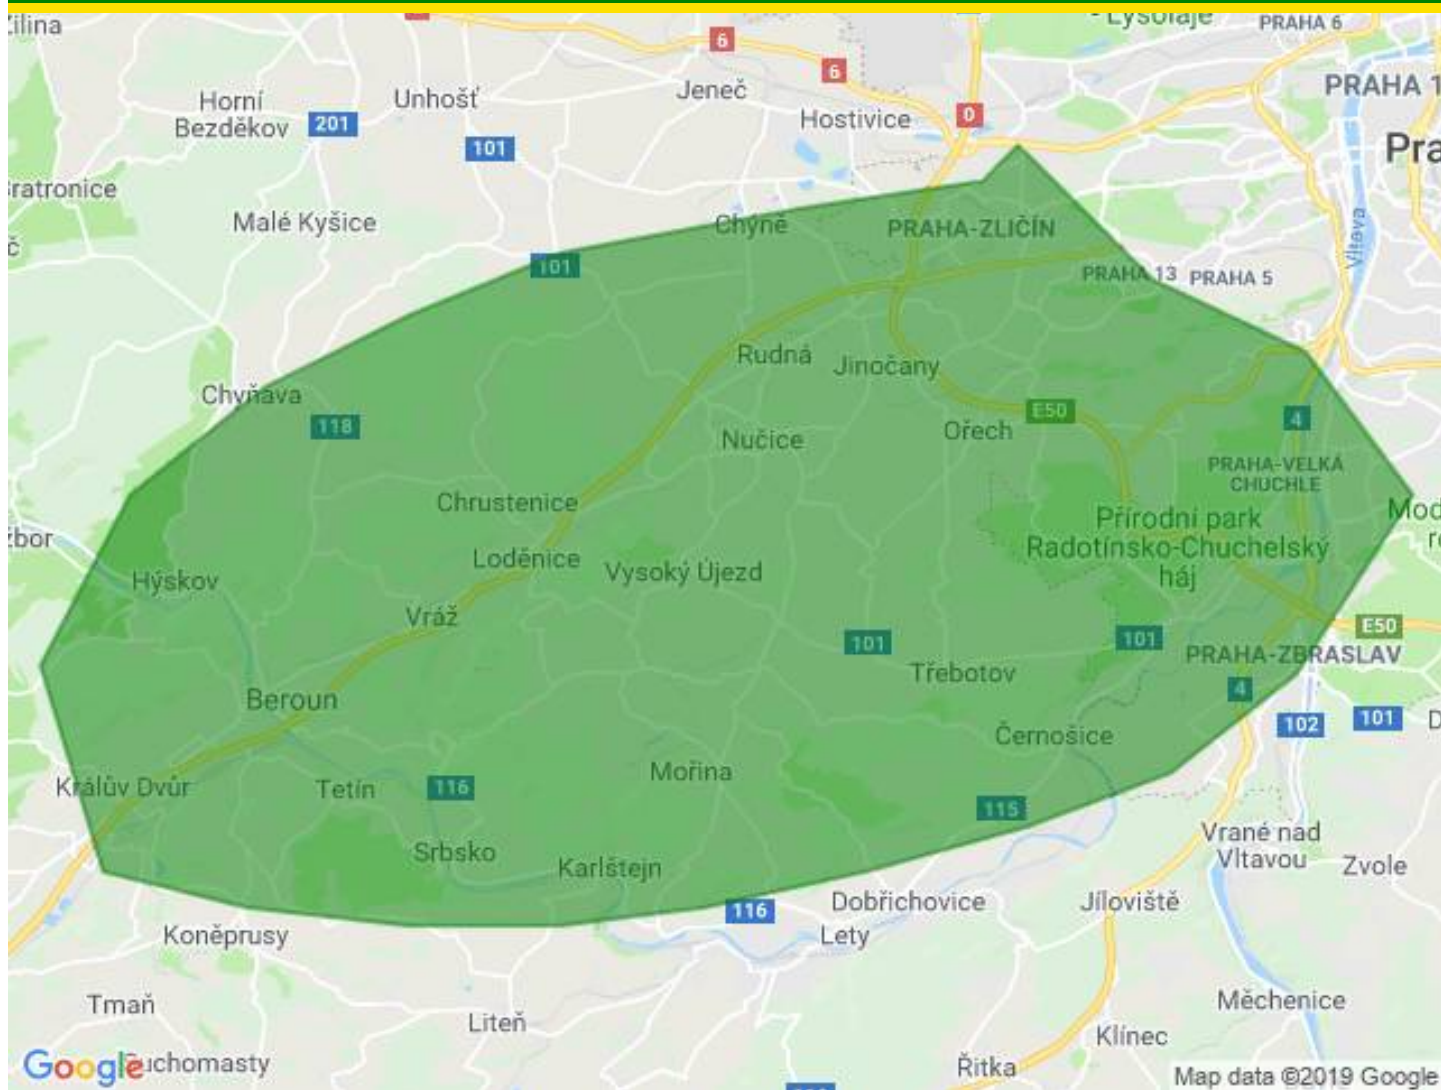 Lysolaje
PRAHA 6
6
6
Jeneč
Unhošť
Horní
Bezděkov
201
101
Hostivice
0
PRAHA 1
Malé Kyšice
Chýně
PRAHA-ZLIČÍN
Vltava
101
PRAHA 13
PRAHA 5
Rudná
Jinočany
Chyňava
118
E50
4
Ořech
Nučice
PRAHA-VELKÁ
CHUCHLE
Chrustenice
Přírodní park
Radotínsko-Chuchelský
háj
Loděnice
Vysoký Újezd
Hýskov
Vráž
101
101
E50
PRAHA-ZBRASLAV
Třebotov
4
Beroun
102
101
Černošice
Mořina
Králův Dvůr
Tetín
116
115
Vrané nad
Vltavou
Zvole
Srbsko
Karlštejn
116
Dobřichovice
Jíloviště
Koněprusy
Lety
Tmaň
Liteň
Měchenice
Klínec
Řitka
Google
Map data ©2019 Google